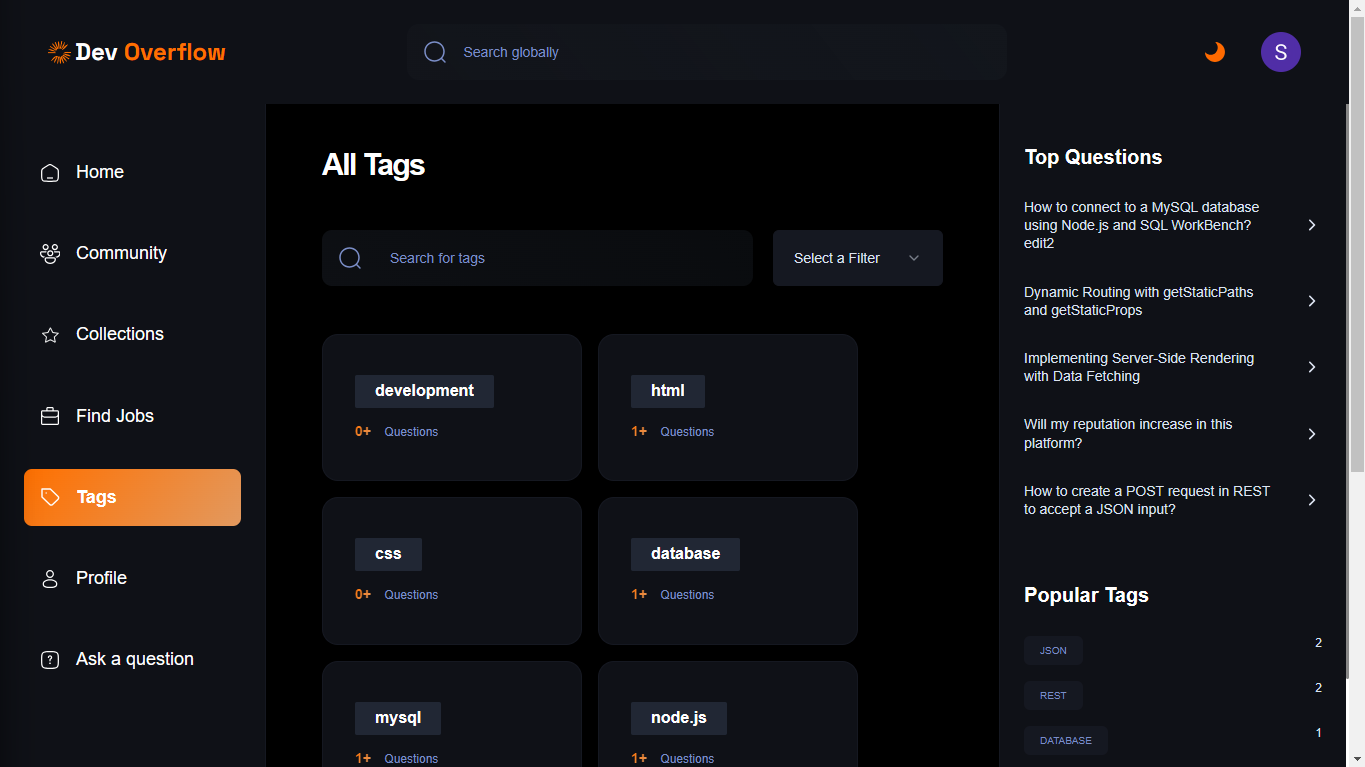 Dev Overflow
Search globally
S
Home
Community
Collections
Find Jobs
Tags
Profile
Ask a question
All Tags
Search for tags
Select a Filter
development
0+ Questions
html
1+ Questions
css
0+ Questions
database
1+ Questions
mysql
1+ Questions
node.js
1+ Questions
Top Questions
How to connect to a MySQL database
using Node.js and SQL WorkBench?
edit2
Dynamic Routing with getStaticPaths
and getStaticProps
Implementing Server-Side Rendering
with Data Fetching
Will my reputation increase in this
platform?
How to create a POST request in REST
to accept a JSON input?
Popular Tags
JSON 2
REST 2
DATABASE 1